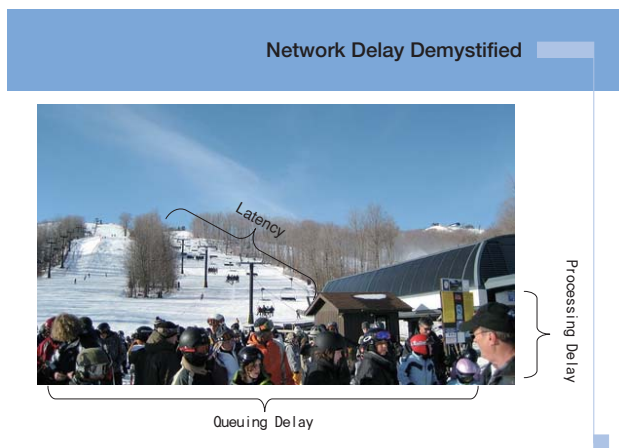 Network Delay Demystified
Latency
Processing Delay
Queuing Delay